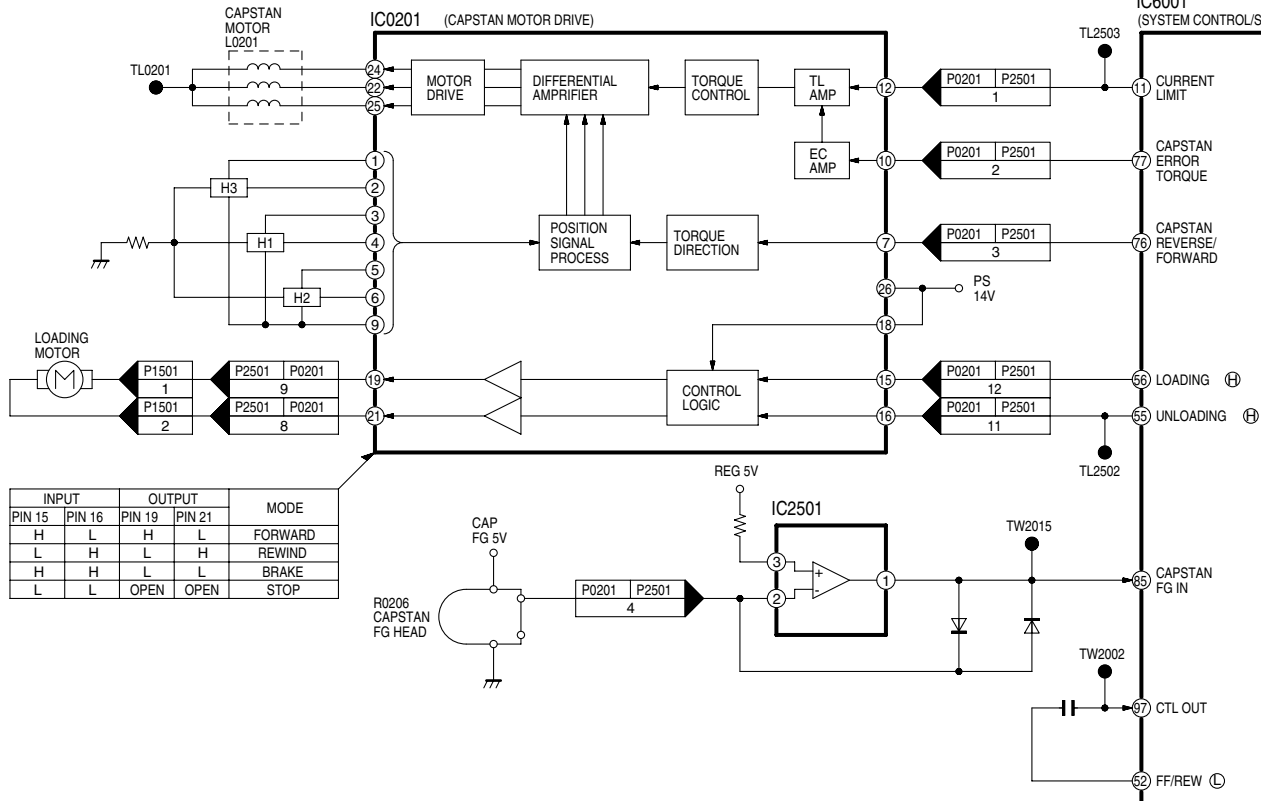 IC6001
(SYSTEM CONTROL/S
CAPSTAN
MOTOR
L0201
IC0201 (CAPSTAN MOTOR DRIVE)
TL2503
TL0201
24
22
25
MOTOR
DRIVE
DIFFERENTIAL
AMPRIFIER
TORQUE
CONTROL
TL
AMP
12
P0201 P2501
1
11
CURRENT
LIMIT
EC
AMP
10
P0201 P2501
2
77
CAPSTAN
ERROR
TORQUE
1
2
3
4
5
6
9
H3
H1
H2
POSITION
SIGNAL
PROCESS
TORQUE
DIRECTION
7
P0201 P2501
3
76
CAPSTAN
REVERSE/
FORWARD
26
PS
14V
18
LOADING
MOTOR
M
P1501
1
P2501 P0201
9
19
P1501
2
P2501 P0201
8
21
CONTROL
LOGIC
15
P0201 P2501
12
56
LOADING H
16
P0201 P2501
11
55
UNLOADING H
TL2502
INPUT OUTPUT MODE
PIN 15 PIN 16 PIN 19 PIN 21
H L H L FORWARD
L H L H REWIND
H H L L BRAKE
L L OPEN OPEN STOP
REG 5V
IC2501
CAP
FG 5V
R0206
CAPSTAN
FG HEAD
P0201 P2501
4
3
2
+
-
1
TW2015
85
CAPSTAN
FG IN
TW2002
97
CTL OUT
52
FF/REW L